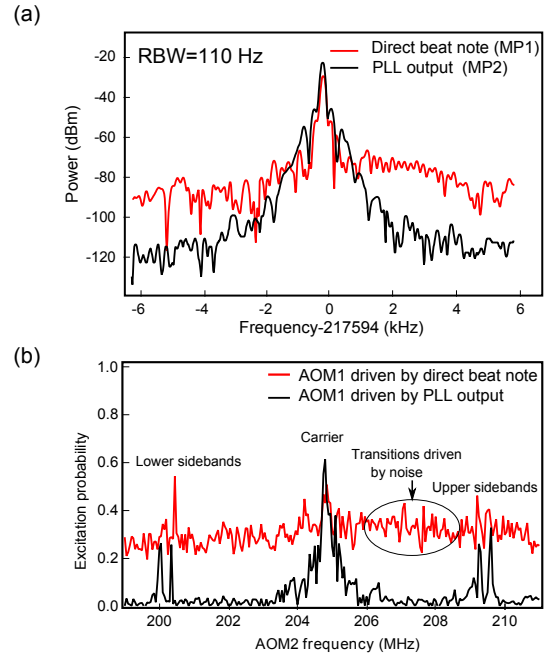 (a)
RBW=110 Hz
Direct beat note (MP1)
PLL output (MP2)
Power (dBm)
-20
-40
-60
-80
-100
-120
-6 -4 -2 0 2 4 6
Frequency-217594 (kHz)
(b)
AOM1 driven by direct beat note
AOM1 driven by PLL output
Excitation probability
1.0
0.8
0.6
0.4
0.2
0.0
Lower sidebands
Carrier
Transitions driven
by noise
Upper sidebands
200 202 204 206 208 210
AOM2 frequency (MHz)